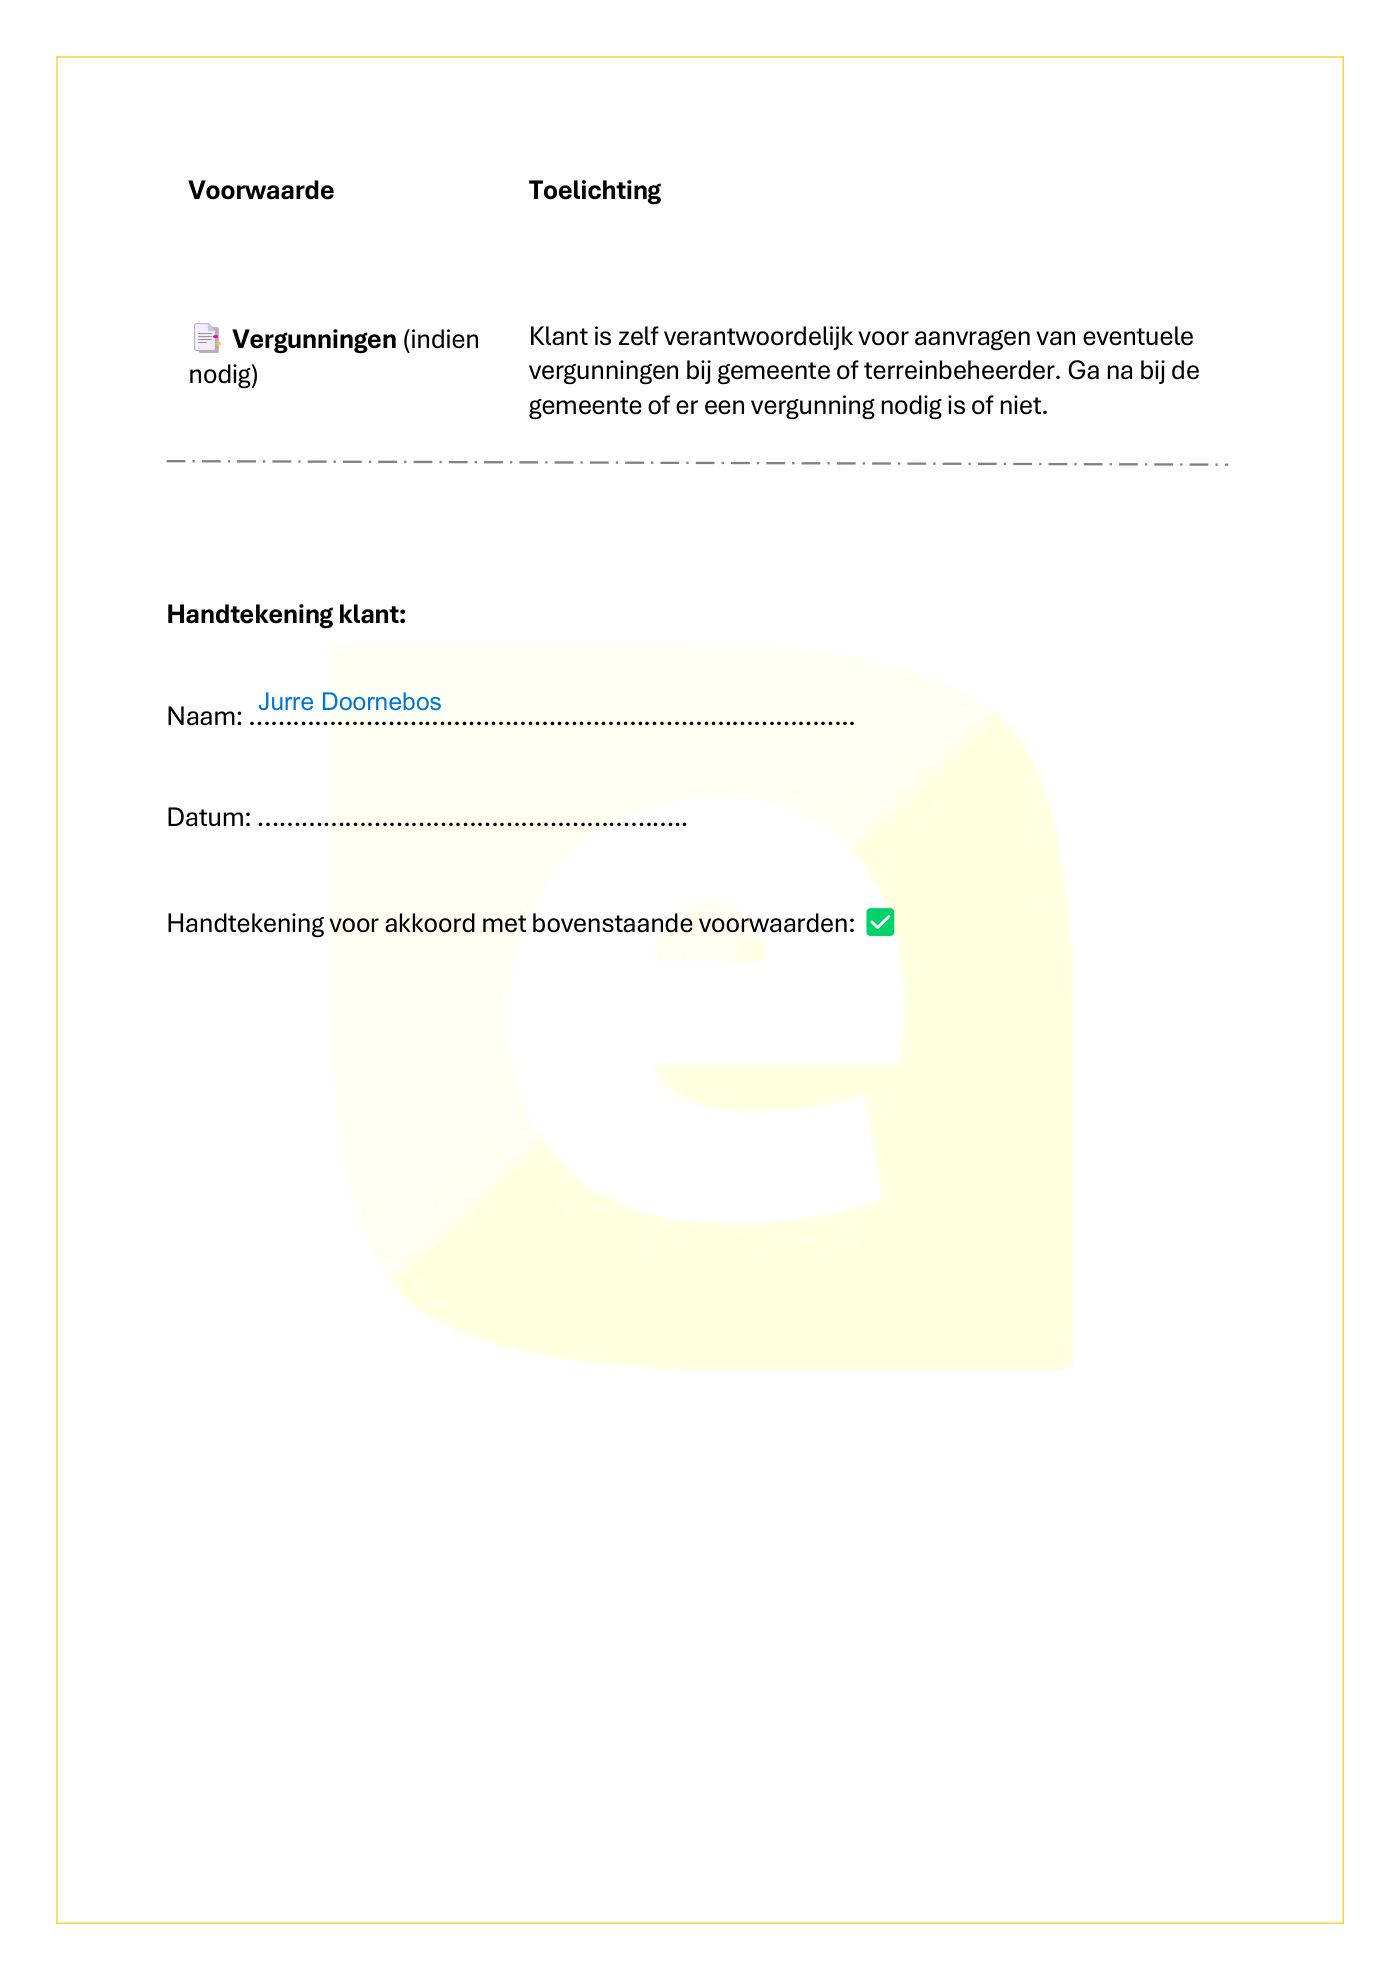 Voorwaarde Toelichting
📑 Vergunningen (indien nodig)
Klant is zelf verantwoordelijk voor aanvragen van eventuele
vergunningen bij gemeente of terreinbeheerder. Ga na bij de
gemeente of er een vergunning nodig is of niet.
Handtekening klant:
Naam: Jurre Doornebos
Datum: ............................................................
Handtekening voor akkoord met bovenstaande voorwaarden: ✅
e